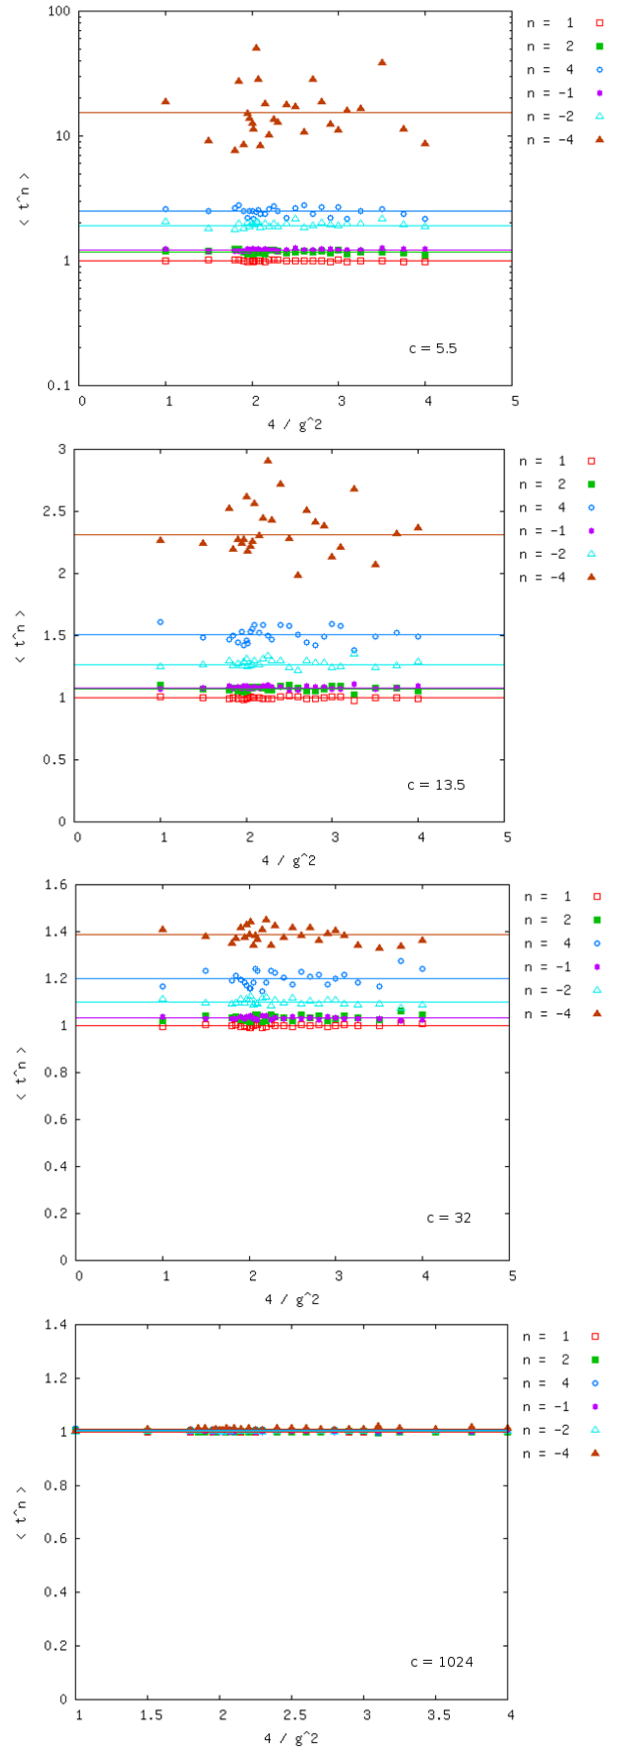 100
10
1
0.1
< t^n >
0 1 2 3 4 5
4 / g^2
n = 1
n = 2
n = 4
n = -1
n = -2
n = -4
c = 5.5
3
2.5
2
1.5
1
0.5
0
< t^n >
0 1 2 3 4 5
4 / g^2
n = 1
n = 2
n = 4
n = -1
n = -2
n = -4
c = 13.5
1.6
1.4
1.2
1
0.8
0.6
0.4
0.2
0
< t^n >
0 1 2 3 4 5
4 / g^2
n = 1
n = 2
n = 4
n = -1
n = -2
n = -4
c = 32
1.4
1.2
1
0.8
0.6
0.4
0.2
0
< t^n >
1 1.5 2 2.5 3 3.5 4
4 / g^2
n = 1
n = 2
n = 4
n = -1
n = -2
n = -4
c = 1024